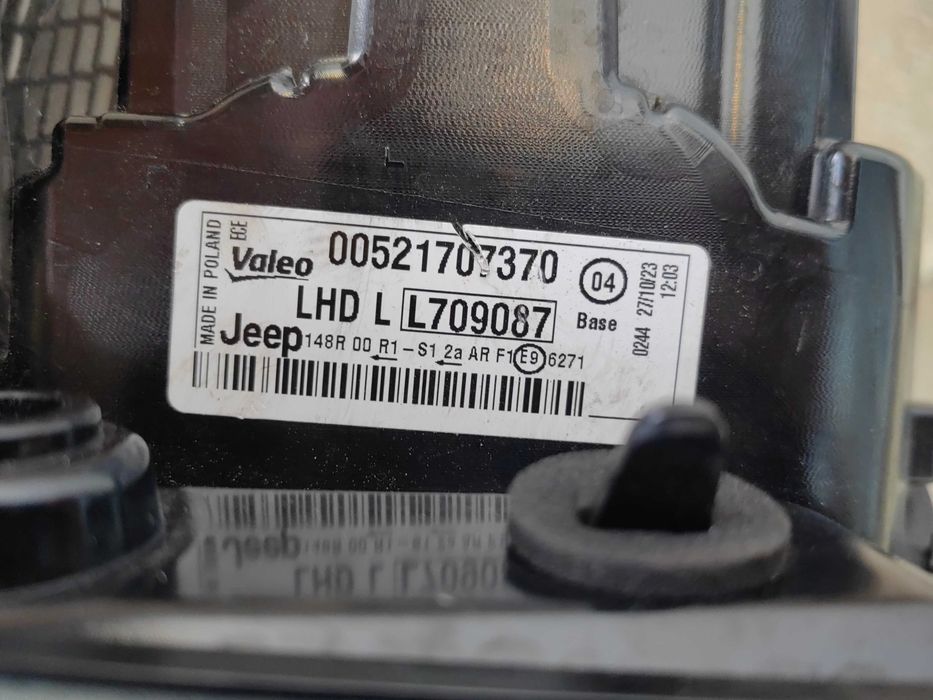 MADE IN POLAND
ECE
Valeo
00521707370
04
LHD L L709087
Base
Jeep
148R 00 R1-S1 2a AR F1 E9 6271
0244 27/10/23
12:03